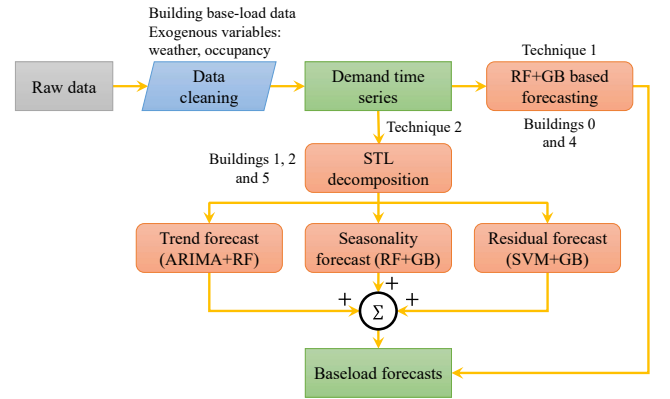 Building base-load data
Exogenous variables:
weather, occupancy
Technique 1
Raw data
Data
cleaning
Demand time
series
RF+GB based
forecasting
Technique 2
Buildings 0
and 4
Buildings 1, 2
and 5
STL
decomposition
Trend forecast
(ARIMA+RF)
Seasonality
forecast (RF+GB)
Residual forecast
(SVM+GB)
+
+
+
Σ
Baseload forecasts